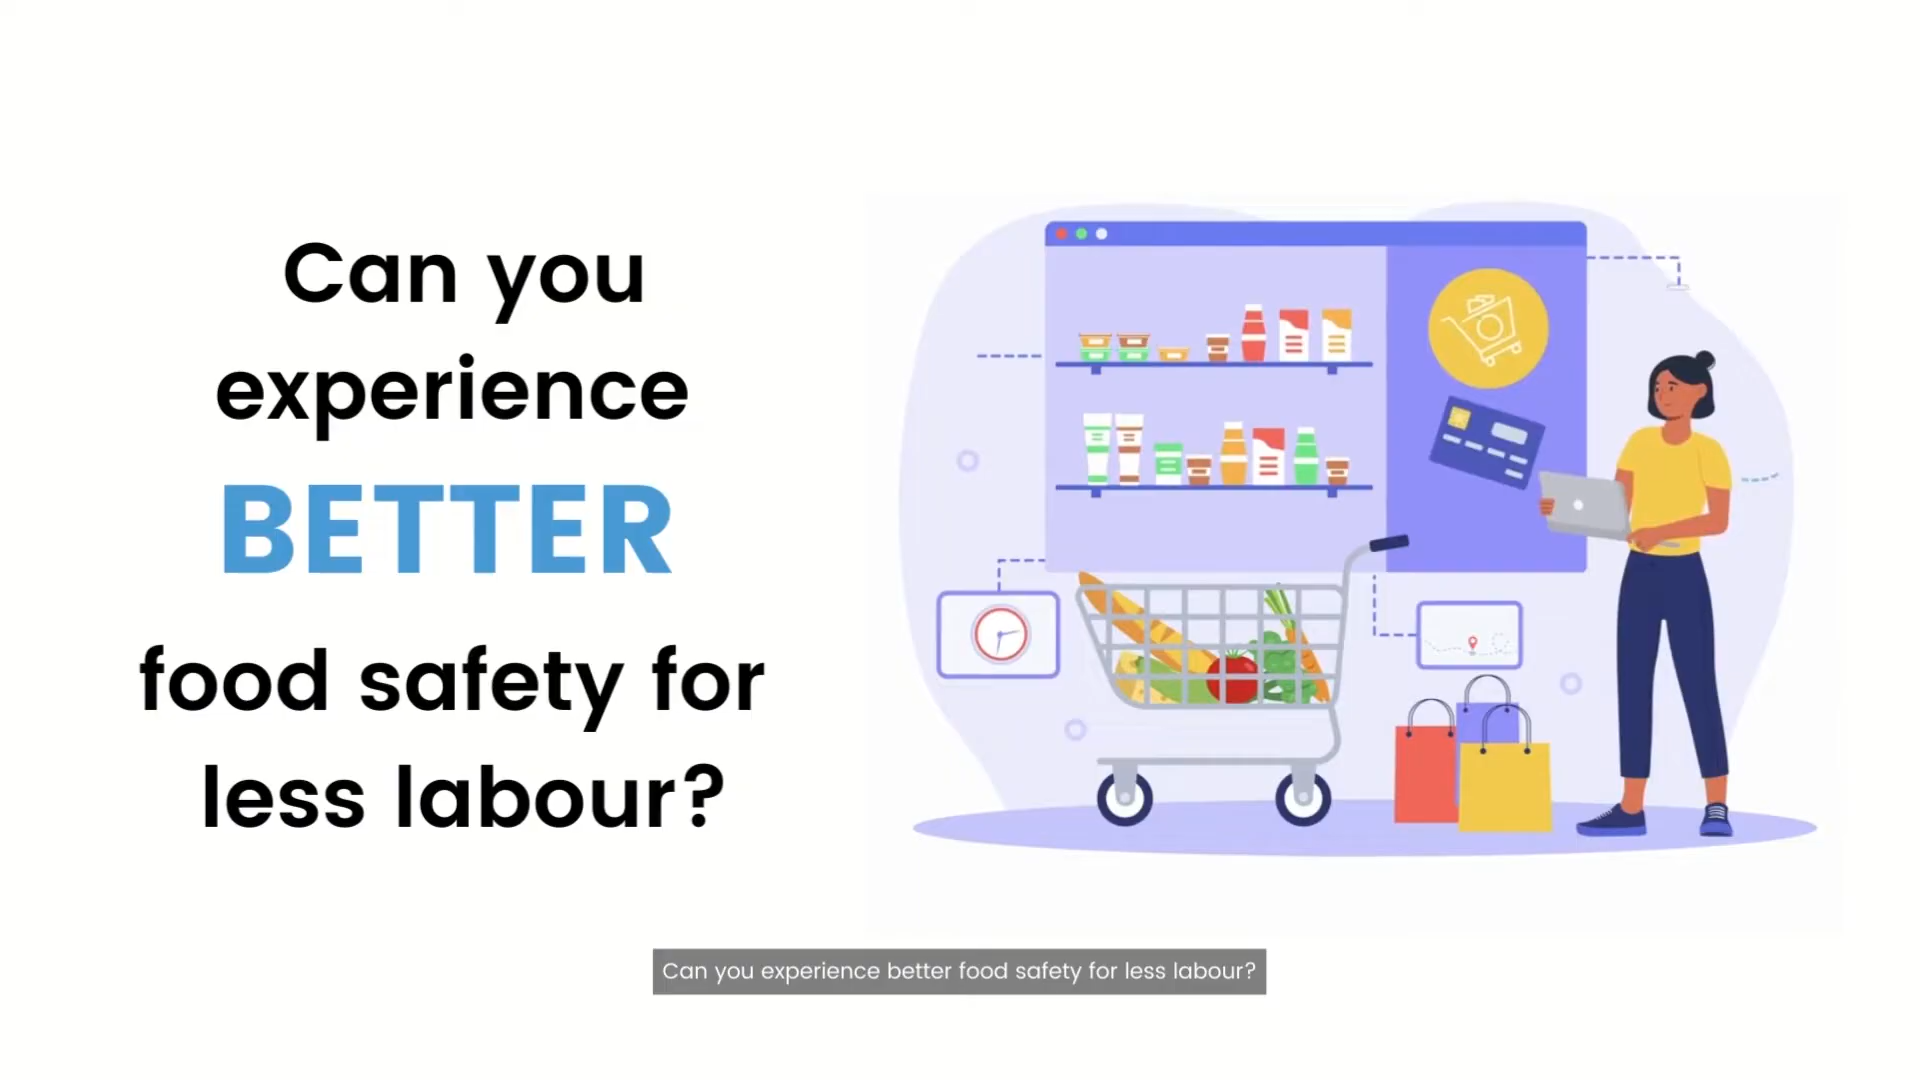 Can you
experience
BETTER
food safety for
less labour?
Can you experience better food safety for less labour?